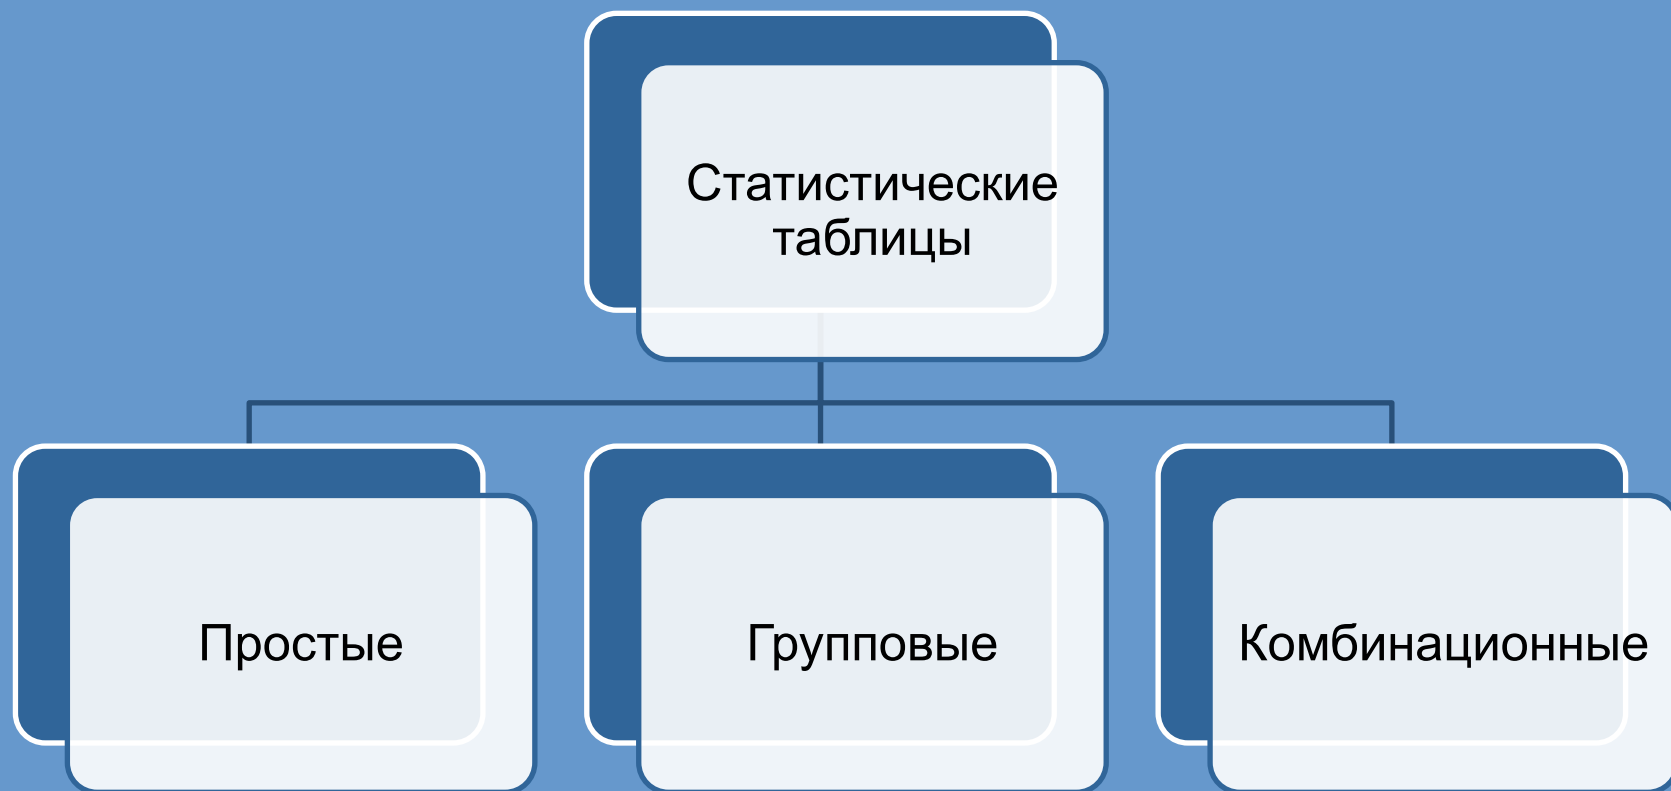 Статистические
таблицы
Простые
Групповые
Комбинационные